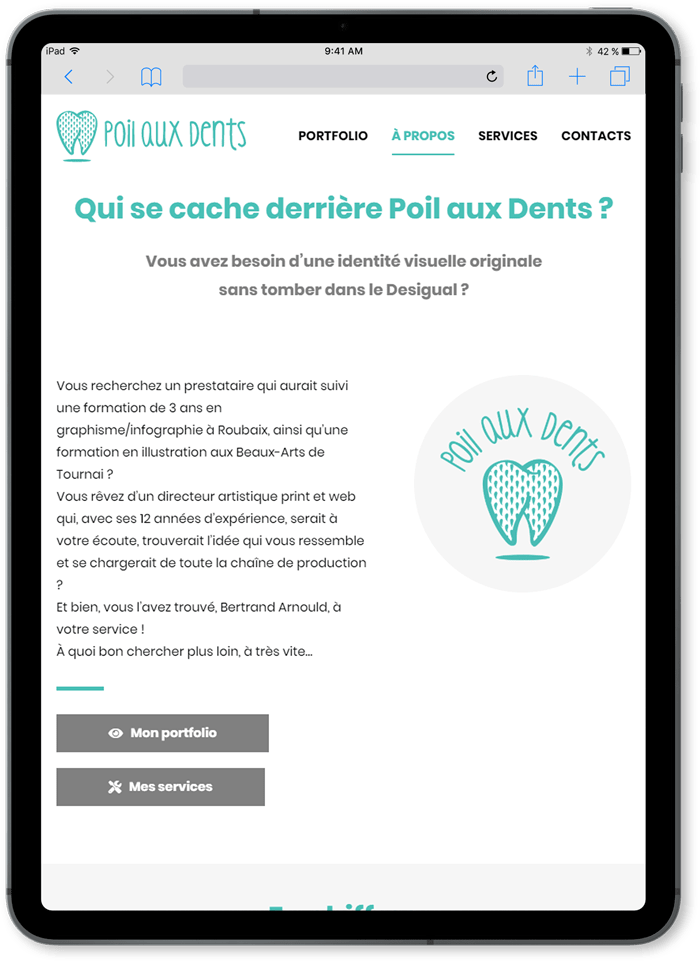 iPad
9:41 AM
42 %
poil aux dents
PORTFOLIO
À PROPOS
SERVICES
CONTACTS
Qui se cache derrière Poil aux Dents ?
Vous avez besoin d’une identité visuelle originale
sans tomber dans le Desigual ?
Vous recherchez un prestataire qui aurait suivi
une formation de 3 ans en
graphisme/infographie à Roubaix, ainsi qu’une
formation en illustration aux Beaux-Arts de
Tournai ?
Vous rêvez d’un directeur artistique print et web
qui, avec ses 12 années d’expérience, serait à
votre écoute, trouverait l’idée qui vous ressemble
et se chargerait de toute la chaîne de production
?
Et bien, vous l’avez trouvé, Bertrand Arnould, à
votre service !
À quoi bon chercher plus loin, à très vite...
poil aux dents
Mon portfolio
Mes services